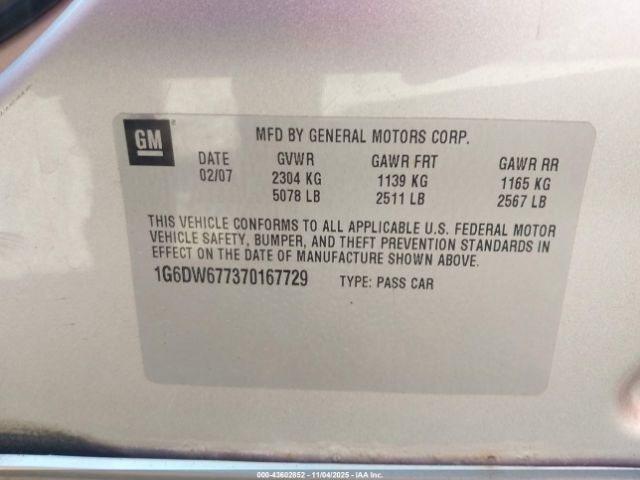 GM
MFD BY GENERAL MOTORS CORP.
DATE GVWR GAWR FRT GAWR RR
02/07 2304 KG 1139 KG 1165 KG
5078 LB 2511 LB 2567 LB
THIS VEHICLE CONFORMS TO ALL APPLICABLE U.S. FEDERAL MOTOR
VEHICLE SAFETY, BUMPER, AND THEFT PREVENTION STANDARDS IN
EFFECT ON THE DATE OF MANUFACTURE SHOWN ABOVE.
1G6DW677370167729 TYPE: PASS CAR
000-43602652 - 11/04/2025 - IAA, Inc.